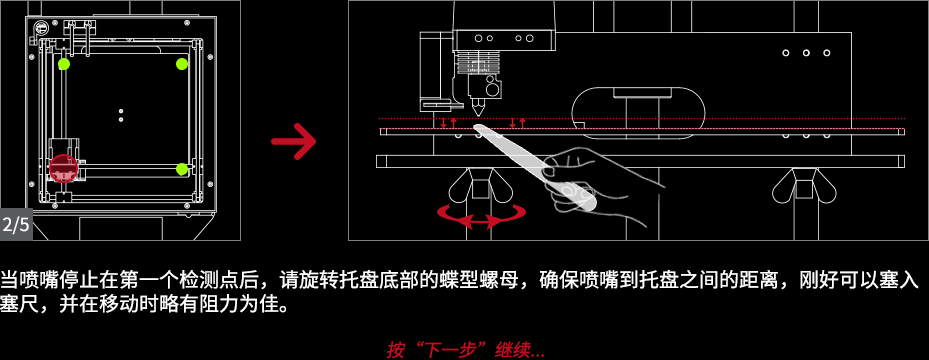 2/5
当喷嘴停止在第一个检测点后，请旋转托盘底部的蝶型螺母，确保喷嘴到托盘之间的距离，刚好可以塞入
塞尺，并在移动时略有阻力为佳。
按“下一步”继续...